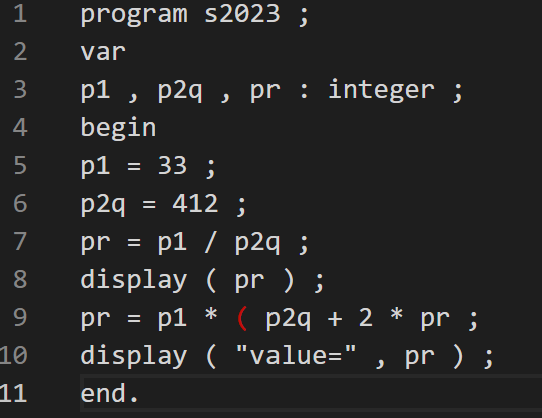 1 program s2023 ;
2 var
3 p1 , p2q , pr : integer ;
4 begin
5 p1 = 33 ;
6 p2q = 412 ;
7 pr = p1 / p2q ;
8 display ( pr ) ;
9 pr = p1 * ( p2q + 2 * pr ;
10 display ( "value=" , pr ) ;
11 end.